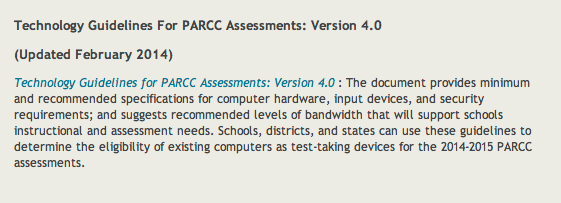 Technology Guidelines For PARCC Assessments: Version 4.0
(Updated February 2014)
Technology Guidelines for PARCC Assessments: Version 4.0 : The document provides minimum
and recommended specifications for computer hardware, input devices, and security
requirements; and suggests recommended levels of bandwidth that will support schools
instructional and assessment needs. Schools, districts, and states can use these guidelines to
determine the eligibility of existing computers as test-taking devices for the 2014-2015 PARCC
assessments.